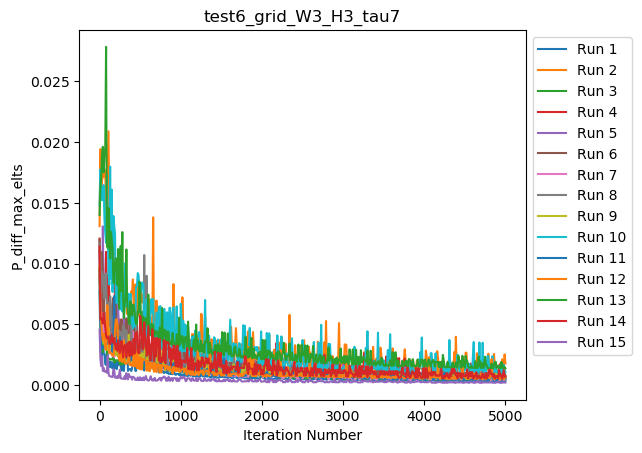 test6_grid_W3_H3_tau7
P_diff_max_elts
0.025
0.020
0.015
0.010
0.005
0.000
0
1000
2000
3000
4000
5000
Iteration Number
Run 1
Run 2
Run 3
Run 4
Run 5
Run 6
Run 7
Run 8
Run 9
Run 10
Run 11
Run 12
Run 13
Run 14
Run 15